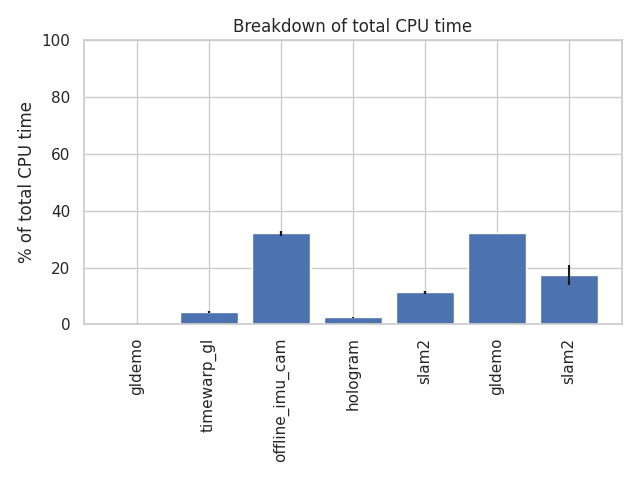 Breakdown of total CPU time
% of total CPU time
100
80
60
40
20
0
gldemo
timewarp_gl
offline_imu_cam
hologram
slam2
gldemo
slam2